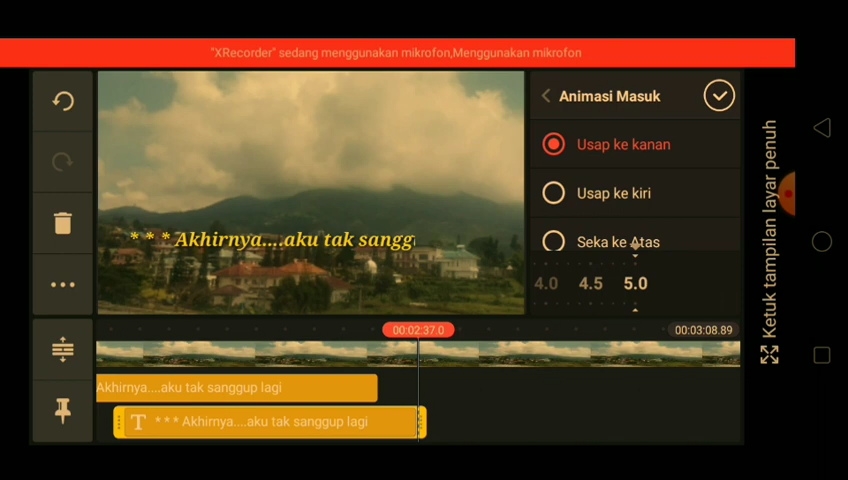 "XRecorder" sedang menggunakan mikrofon,Menggunakan mikrofon
Animasi Masuk
Usap ke kanan
Usap ke kiri
Seka ke Atas
4.0 4.5 5.0
* * * Akhirnya....aku tak sangg
00:02:37.0
00:03:08.89
Akhirnya....aku tak sanggup lagi
T * * * Akhirnya....aku tak sanggup lagi
Ketuk tampilan layar penuh